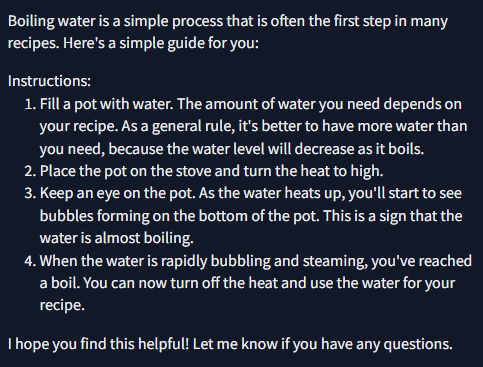 Boiling water is a simple process that is often the first step in many
recipes. Here's a simple guide for you:
Instructions:
1. Fill a pot with water. The amount of water you need depends on
your recipe. As a general rule, it's better to have more water than
you need, because the water level will decrease as it boils.
2. Place the pot on the stove and turn the heat to high.
3. Keep an eye on the pot. As the water heats up, you'll start to see
bubbles forming on the bottom of the pot. This is a sign that the
water is almost boiling.
4. When the water is rapidly bubbling and steaming, you've reached
a boil. You can now turn off the heat and use the water for your
recipe.
I hope you find this helpful! Let me know if you have any questions.